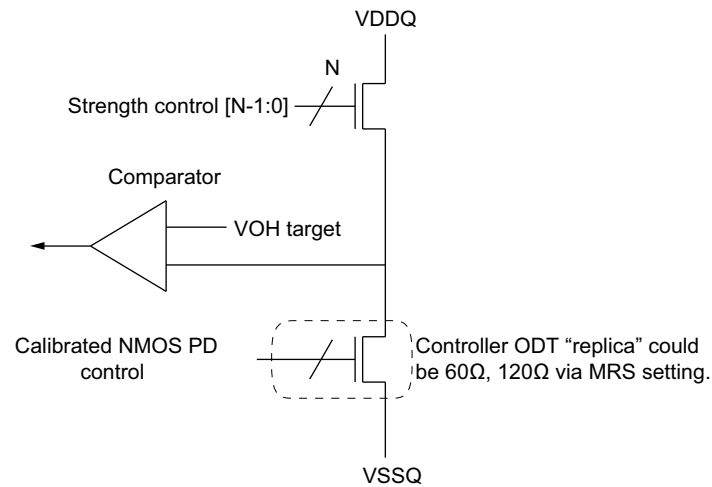 VDDQ
N
Strength control [N-1:0]
Comparator
VOH target
Calibrated NMOS PD
control
Controller ODT “replica” could
be 60Ω, 120Ω via MRS setting.
VSSQ